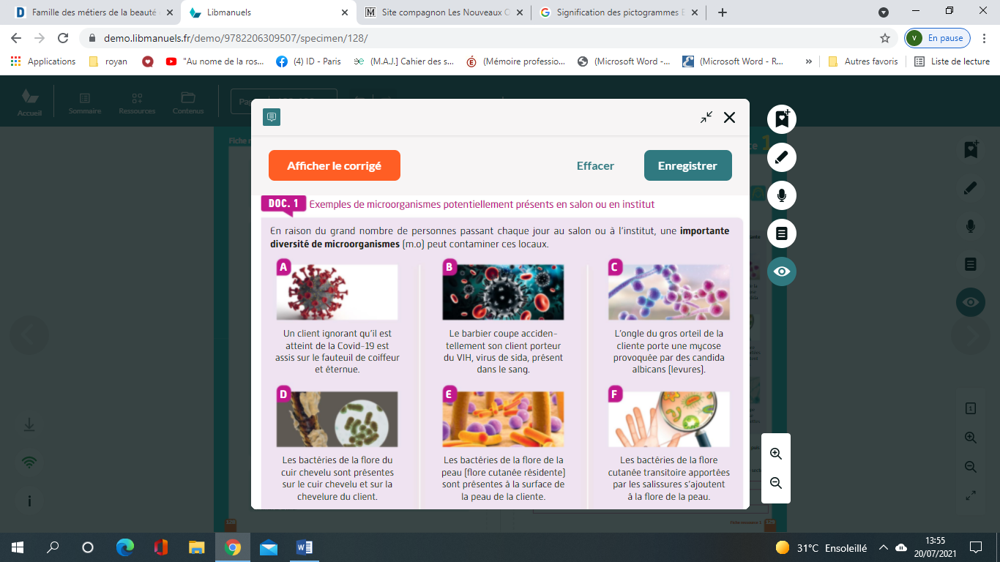 Famille des métiers de la beauté
Libmanuels
Site compagnon Les Nouveaux C
Signification des pictogrammes E
demo.libmanuels.fr/demo/9782206309507/specimen/128/
V
En pause
Applications
royan
"Au nome de la ros...
(4) ID - Paris
(M.A.J.] Cahier des s...
(Mémoire professio...
(Microsoft Word -...
(Microsoft Word - R...
»
Autres favoris
Liste de lecture
Accueil
Sommaire
Ressources
Contenus
Afficher le corrigé
Effacer
Enregistrer
DOC. 1 Exemples de microorganismes potentiellement présents en salon ou en institut
En raison du grand nombre de personnes passant chaque jour au salon ou à l'institut, une importante
diversité de microorganismes (m.o) peut contaminer ces locaux.
A
Un client ignorant qu'il est
atteint de la Covid-19 est
assis sur le fauteuil de coiffeur
et éternue.
B
Le barbier coupe acciden-
tellement son client porteur
du VIH, virus de sida, présent
dans le sang.
C
L'ongle du gros orteil de la
cliente porte une mycose
provoquée par des candida
albicans (levures).
D
Les bactéries de la flore du
cuir chevelu sont présentes
sur le cuir chevelu et sur la
chevelure du client.
E
Les bactéries de la flore de la
peau (flore cutanée résidente)
sont présentes à la surface de
la peau de la cliente.
F
Les bactéries de la flore
cutanée transitoire apportées
par les salissures s'ajoutent
à la flore de la peau.
31°C Ensoleillé
13:55
20/07/2021